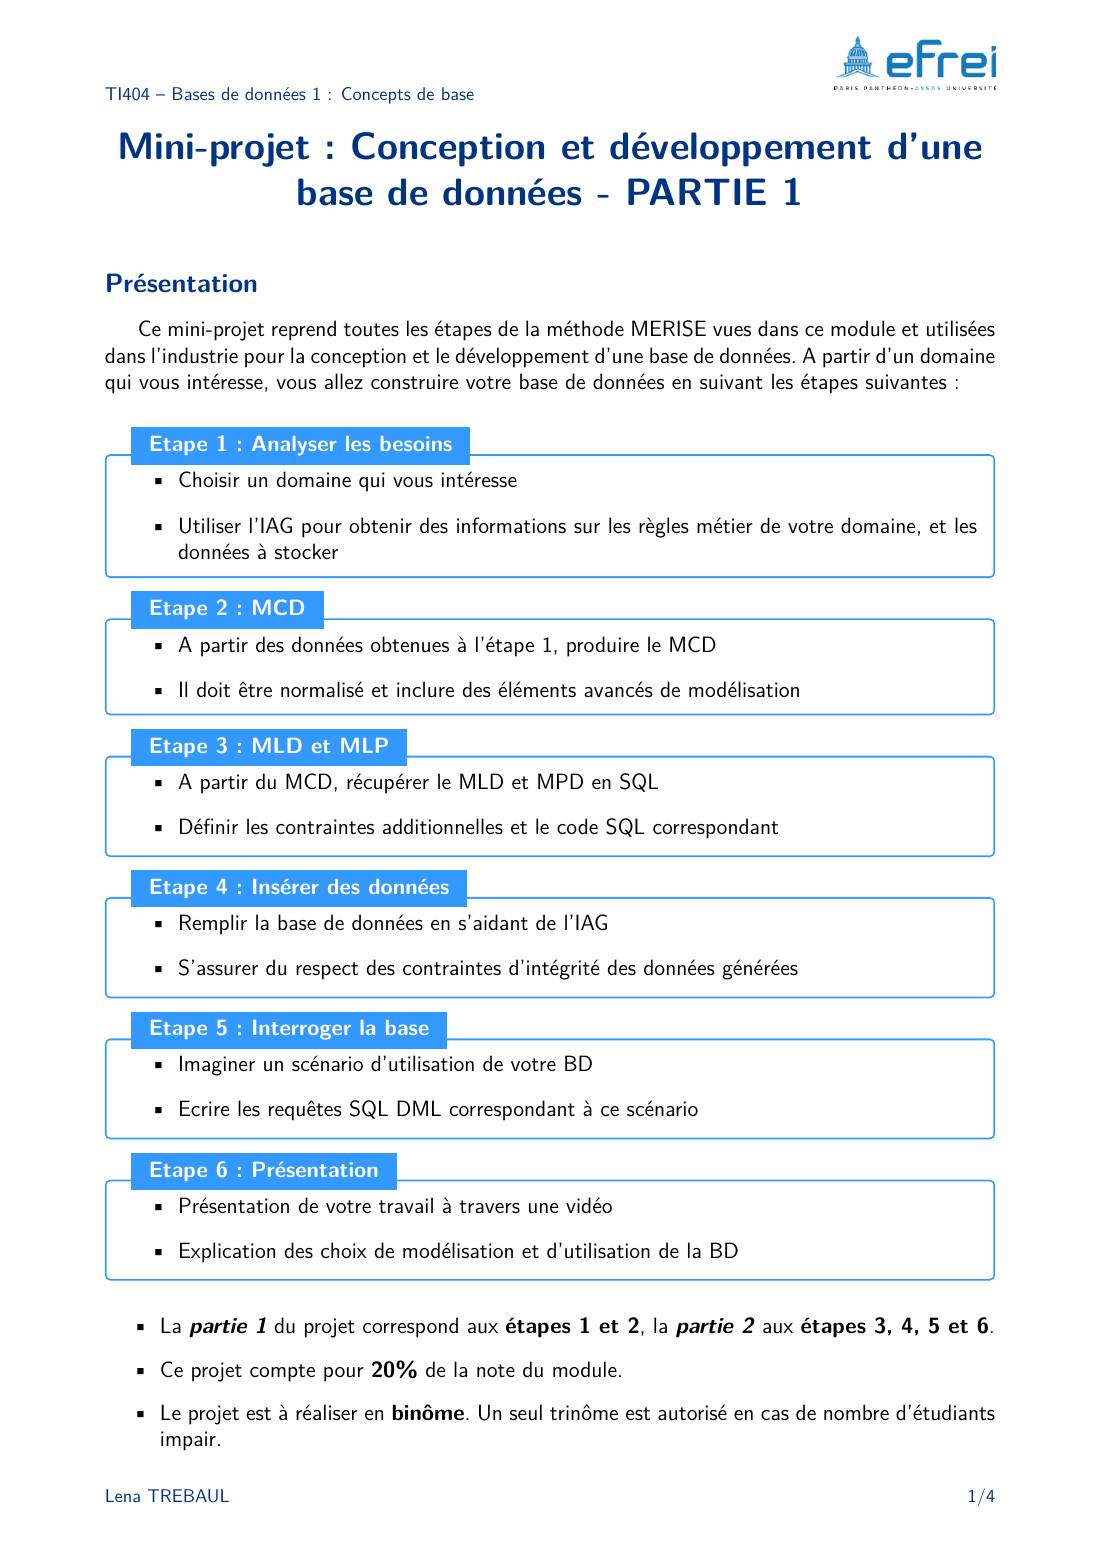 efrei
PARIS PANTHÉON-ASSAS UNIVERSITÉ
TI404 – Bases de données 1 : Concepts de base
Mini-projet : Conception et développement d'une
base de données - PARTIE 1
Présentation
Ce mini-projet reprend toutes les étapes de la méthode MERISE vues dans ce module et utilisées
dans l'industrie pour la conception et le développement d'une base de données. A partir d'un domaine
qui vous intéresse, vous allez construire votre base de données en suivant les étapes suivantes :
Etape 1 : Analyser les besoins
▪ Choisir un domaine qui vous intéresse
▪ Utiliser l'IAG pour obtenir des informations sur les règles métier de votre domaine, et les
données à stocker
Etape 2 : MCD
▪ A partir des données obtenues à l'étape 1, produire le MCD
▪ Il doit être normalisé et inclure des éléments avancés de modélisation
Etape 3 : MLD et MLP
▪ A partir du MCD, récupérer le MLD et MPD en SQL
▪ Définir les contraintes additionnelles et le code SQL correspondant
Etape 4 : Insérer des données
▪ Remplir la base de données en s'aidant de l'IAG
▪ S'assurer du respect des contraintes d'intégrité des données générées
Etape 5 : Interroger la base
▪ Imaginer un scénario d'utilisation de votre BD
▪ Ecrire les requêtes SQL DML correspondant à ce scénario
Etape 6 : Présentation
▪ Présentation de votre travail à travers une vidéo
▪ Explication des choix de modélisation et d'utilisation de la BD
▪ La partie 1 du projet correspond aux étapes 1 et 2, la partie 2 aux étapes 3, 4, 5 et 6.
▪ Ce projet compte pour 20% de la note du module.
▪ Le projet est à réaliser en binôme. Un seul trinôme est autorisé en cas de nombre d'étudiants
impair.
Lena TREBAUL
1/4